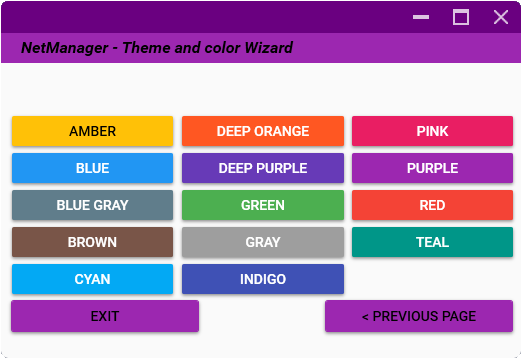 NetManager - Theme and color Wizard
AMBER DEEP ORANGE PINK
BLUE DEEP PURPLE PURPLE
BLUE GRAY GREEN RED
BROWN GRAY TEAL
CYAN INDIGO
EXIT < PREVIOUS PAGE